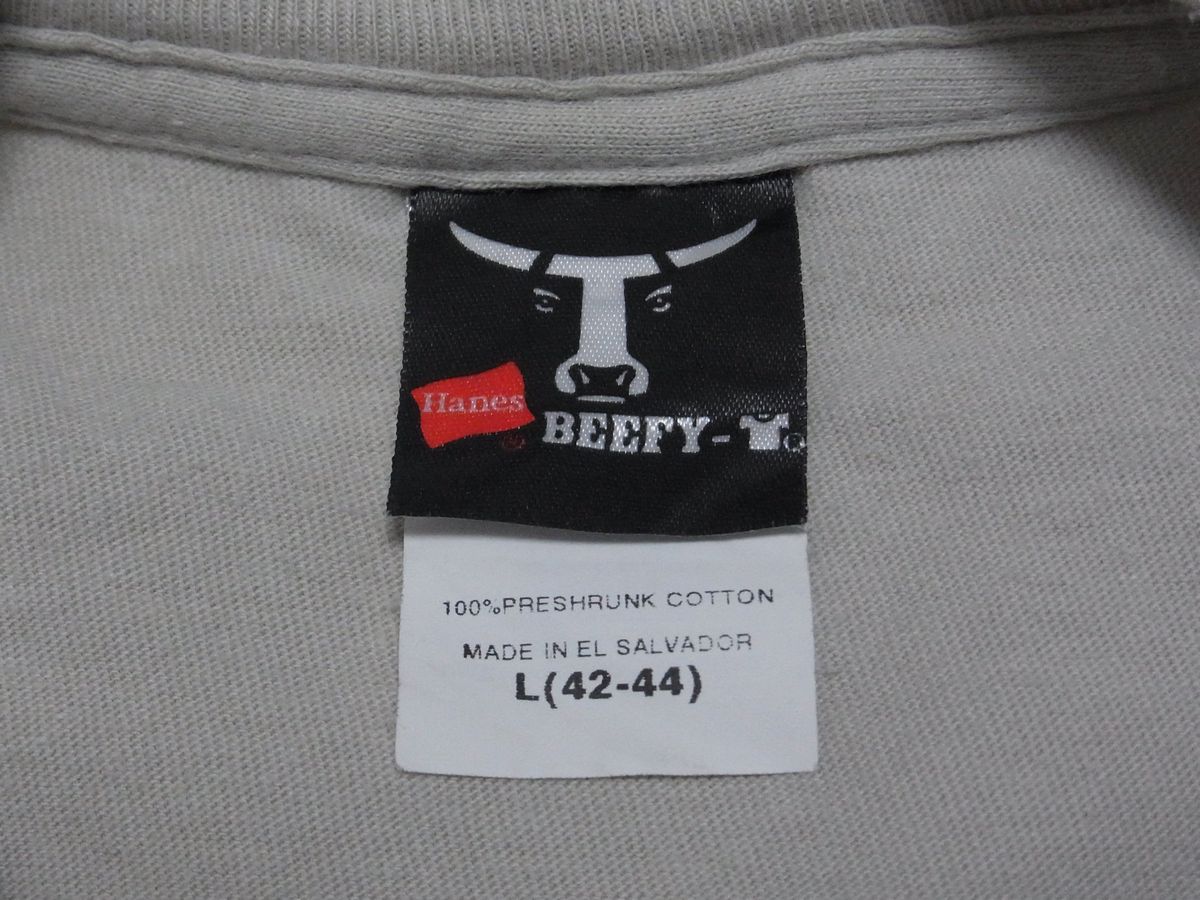 Hanes
®
BEEFY-T®
100%PRESHRUNK COTTON
MADE IN EL SALVADOR
L(42-44)